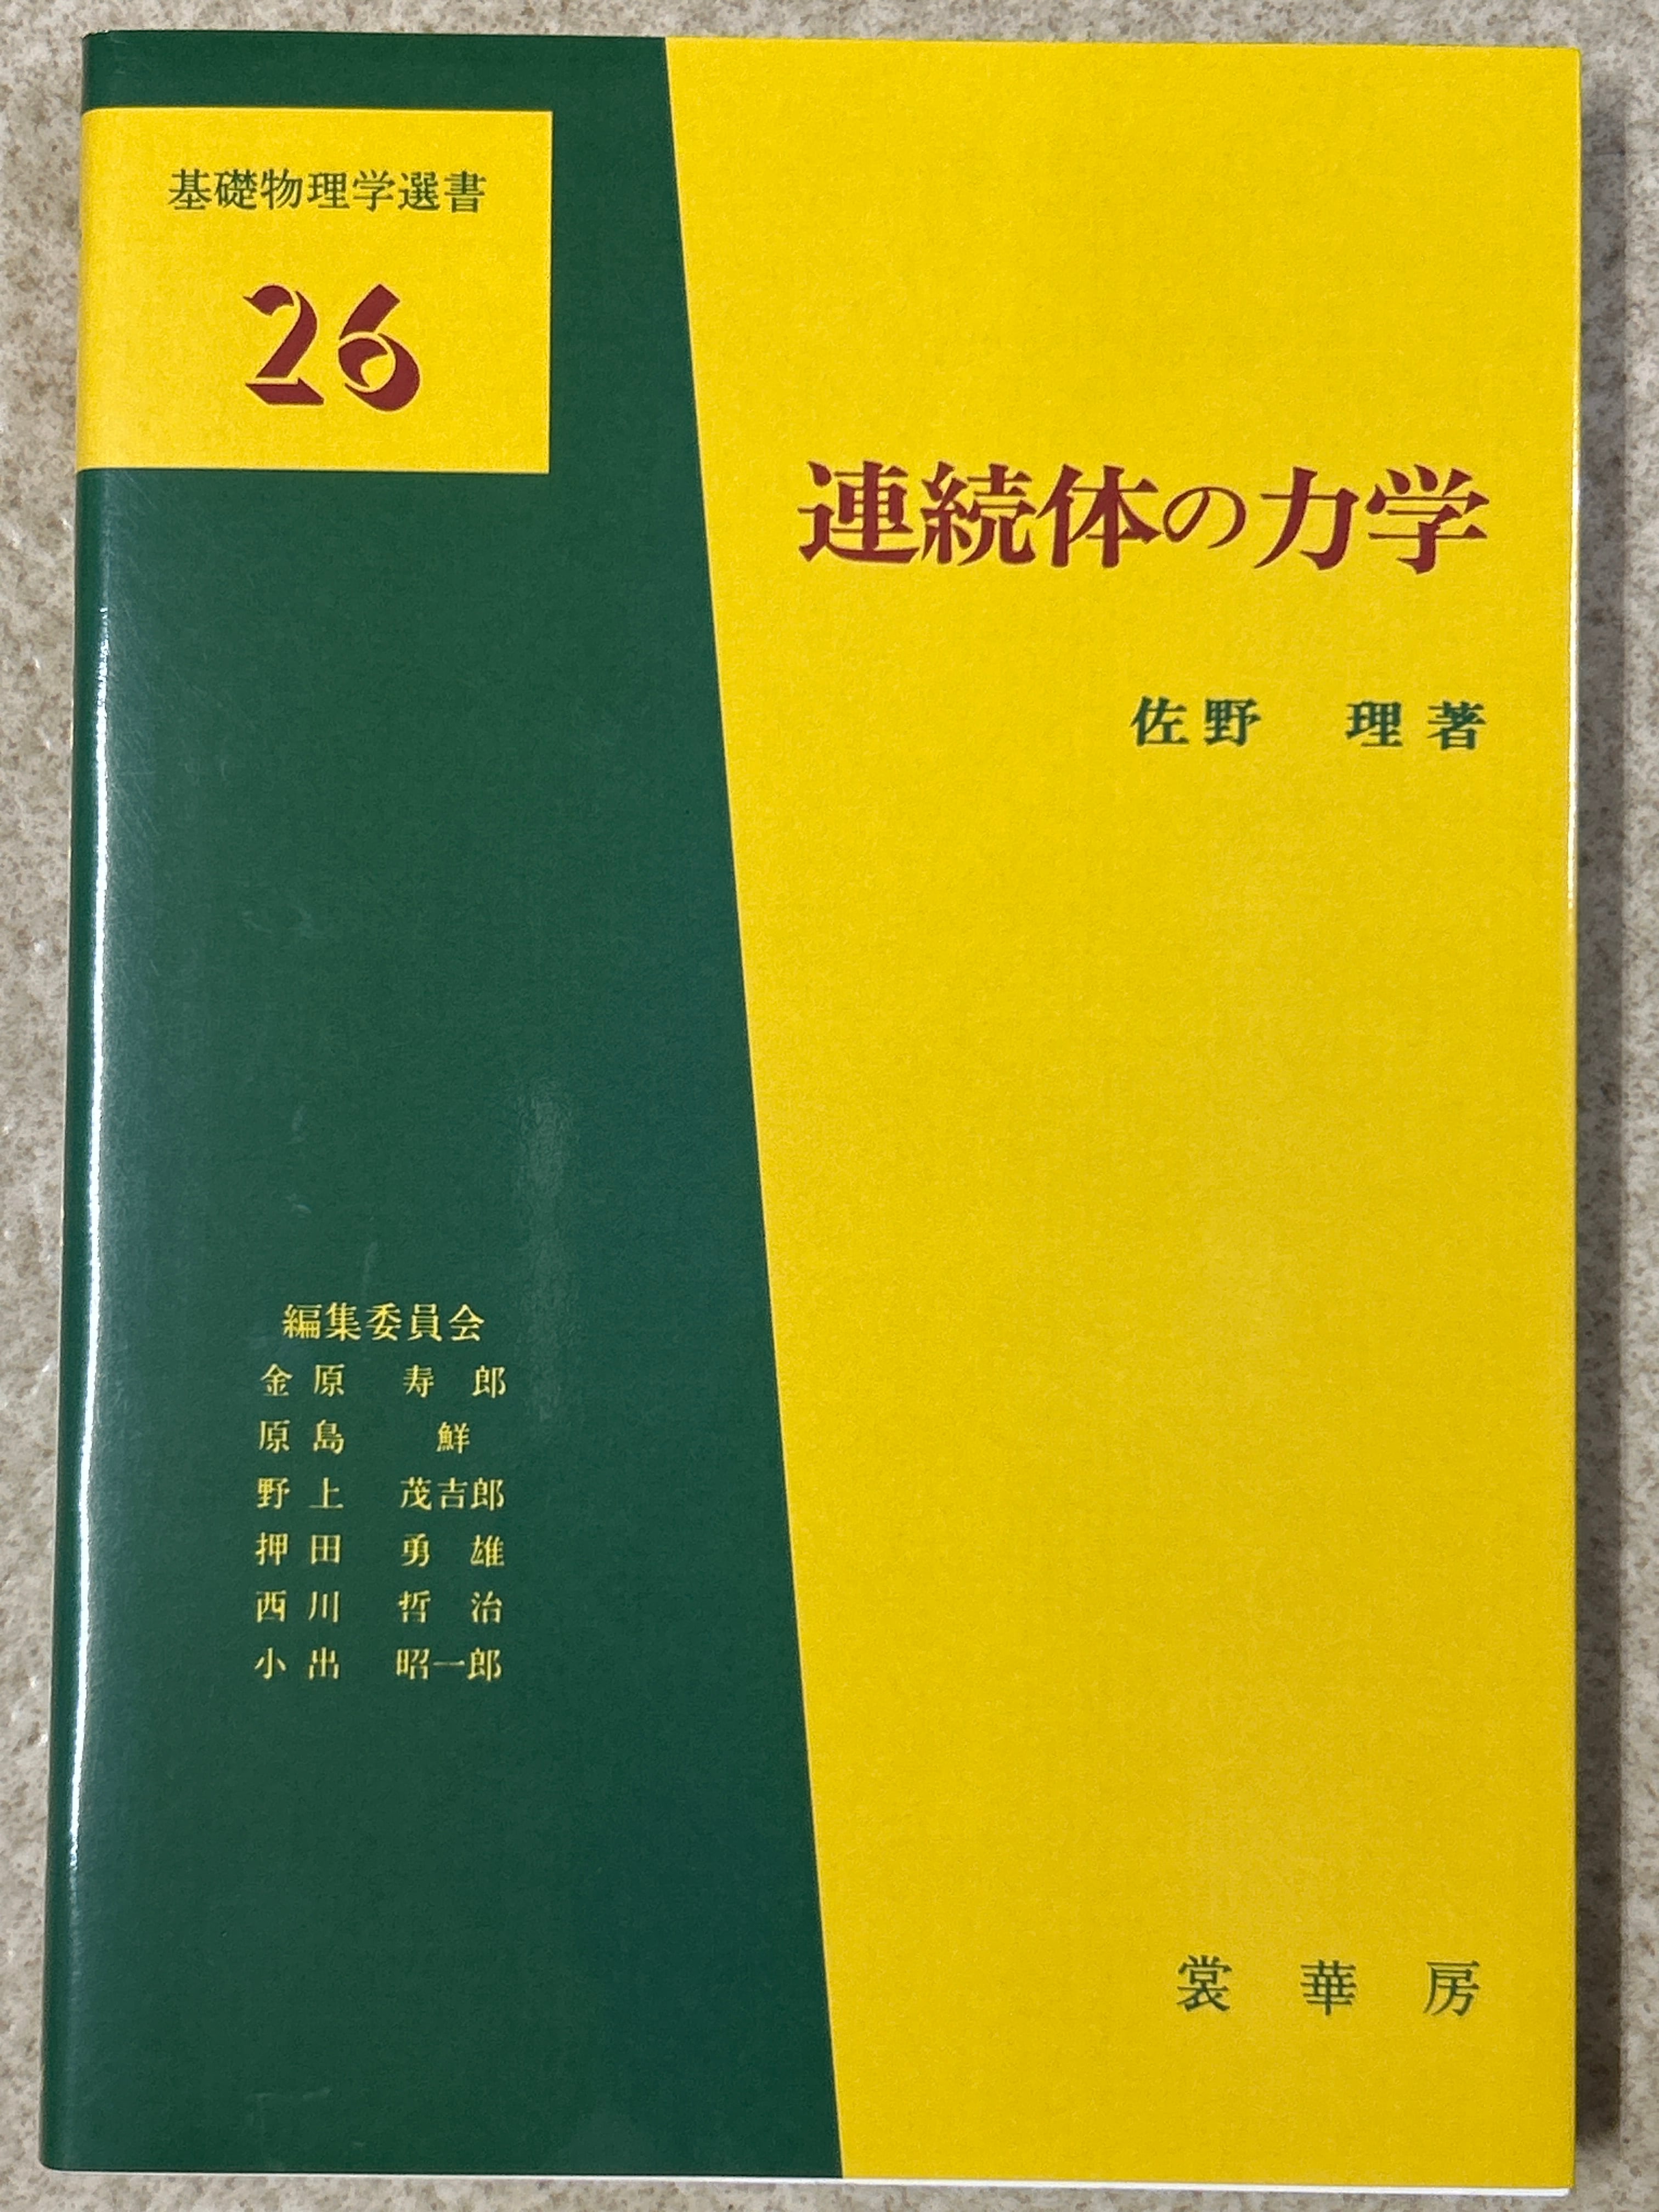 基礎物理学選書
26
連続体の力学
佐野 理著
編集委員会
金原 寿郎
原島 鮮
野上 茂吉郎
押田 勇雄
西川 哲治
小出 昭一郎
裳華房